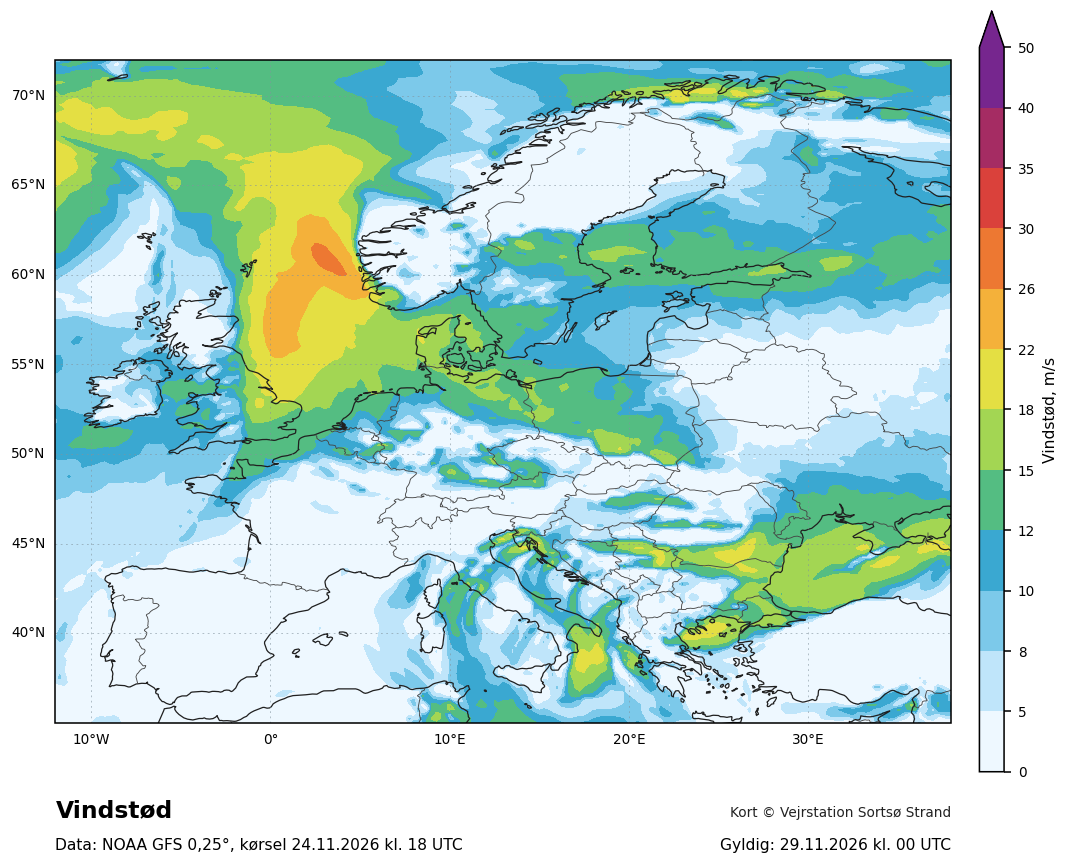 70°N
65°N
60°N
55°N
50°N
45°N
40°N
10°W
0°
10°E
20°E
30°E
50
40
35
30
26
22
18
15
12
10
8
5
0
Vindstød, m/s
Vindstød
Kort © Vejrstation Sortsø Strand
Data: NOAA GFS 0,25°, kørsel 24.11.2026 kl. 18 UTC
Gyldig: 29.11.2026 kl. 00 UTC